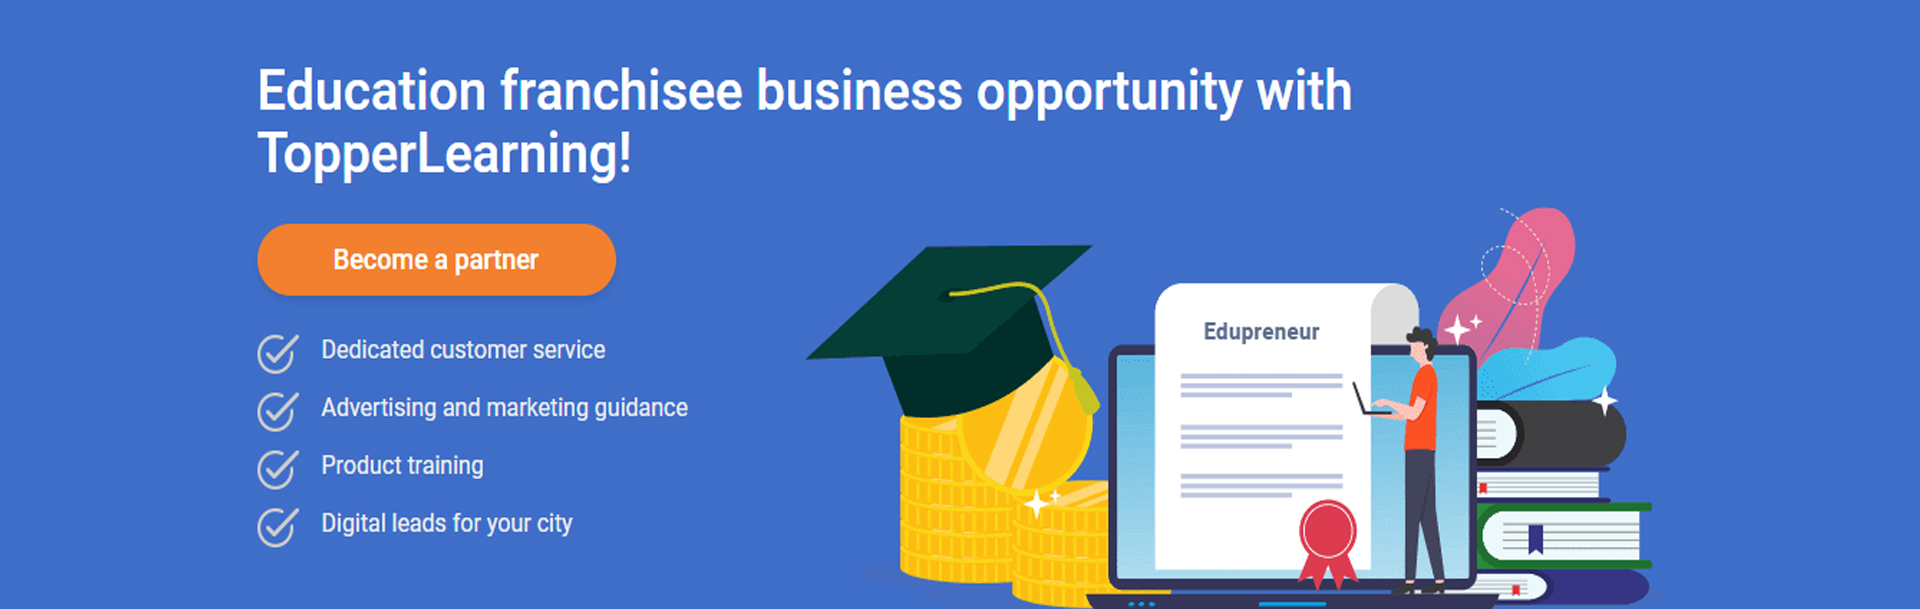 Education franchisee business opportunity with
TopperLearning!
Become a partner
Dedicated customer service
Advertising and marketing guidance
Product training
Digital leads for your city
Edupreneur